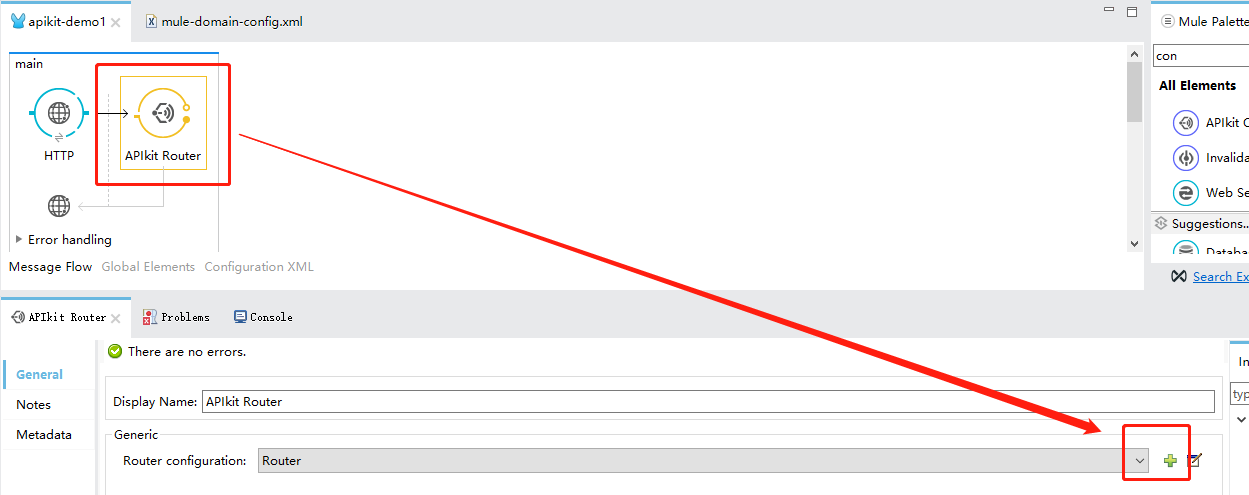 apikit-demo1
mule-domain-config.xml
Mule Palette
main
con
All Elements
APIkit C
HTTP
APIkit Router
Invalida
Web Se
Suggestions..
Error handling
Databa
Message Flow
Global Elements
Configuration XML
Search Ex
APIkit Router
Problems
Console
There are no errors.
General
In
Display Name:
APIkit Router
typ
Notes
Metadata
Generic
Router configuration:
Router